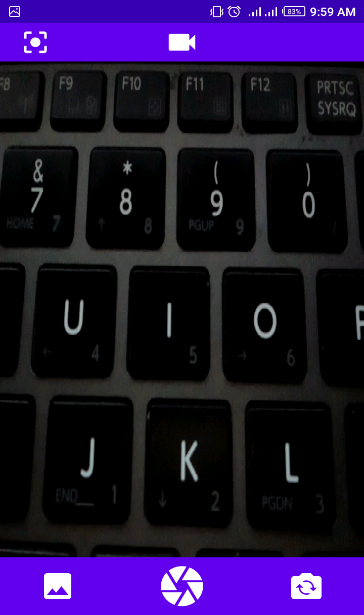 83% 9:59 AM
F8 F9 F10 F11 F12 PRTSC
SYSRQ
& * ( )
7 8 9 0
HOME 7 ↑ 8 PGUP 9 /
U I O P
← 4 5 → 6
J K L
END 1 ↓ 2 PGDN 3